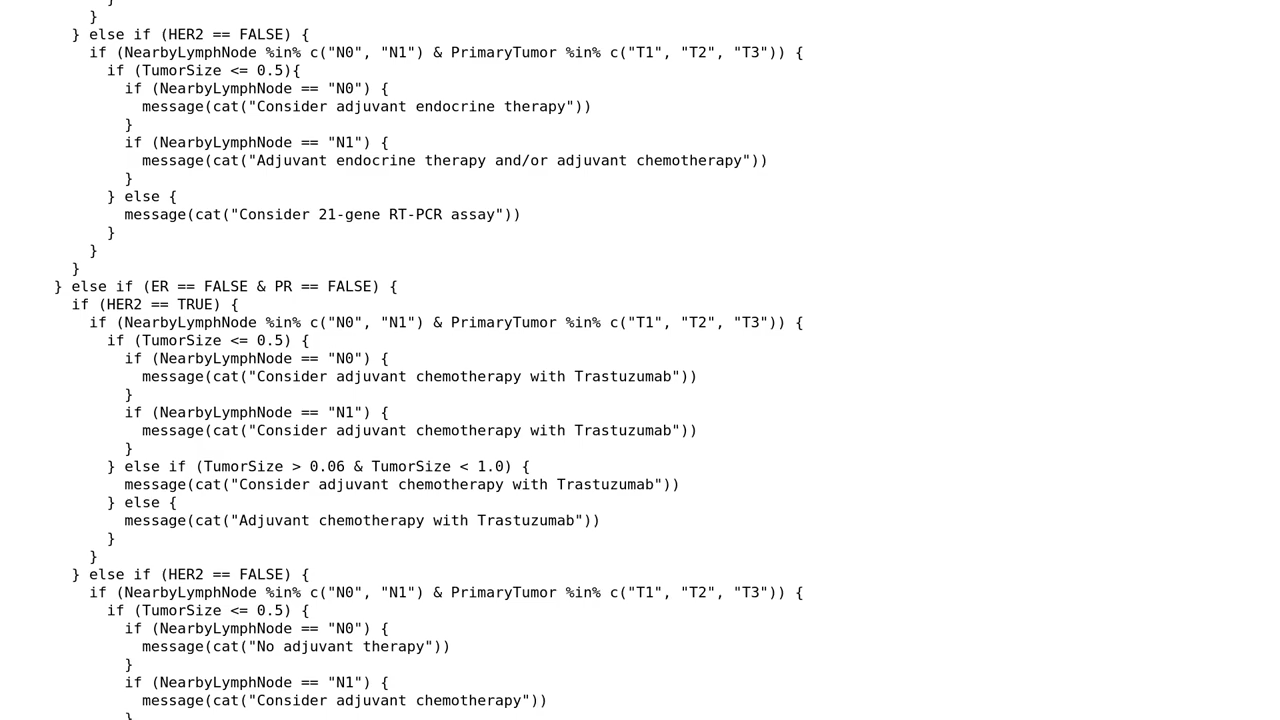 }
}
} else if (HER2 == FALSE) {
if (NearbyLymphNode %in% c("N0", "N1") & PrimaryTumor %in% c("T1", "T2", "T3")) {
if (TumorSize <= 0.5){
if (NearbyLymphNode == "N0") {
message(cat("Consider adjuvant endocrine therapy"))
}
if (NearbyLymphNode == "N1") {
message(cat("Adjuvant endocrine therapy and/or adjuvant chemotherapy"))
}
} else {
message(cat("Consider 21-gene RT-PCR assay"))
}
}
}
} else if (ER == FALSE & PR == FALSE) {
if (HER2 == TRUE) {
if (NearbyLymphNode %in% c("N0", "N1") & PrimaryTumor %in% c("T1", "T2", "T3")) {
if (TumorSize <= 0.5) {
if (NearbyLymphNode == "N0") {
message(cat("Consider adjuvant chemotherapy with Trastuzumab"))
}
if (NearbyLymphNode == "N1") {
message(cat("Consider adjuvant chemotherapy with Trastuzumab"))
}
} else if (TumorSize > 0.06 & TumorSize < 1.0) {
message(cat("Consider adjuvant chemotherapy with Trastuzumab"))
} else {
message(cat("Adjuvant chemotherapy with Trastuzumab"))
}
}
} else if (HER2 == FALSE) {
if (NearbyLymphNode %in% c("N0", "N1") & PrimaryTumor %in% c("T1", "T2", "T3")) {
if (TumorSize <= 0.5) {
if (NearbyLymphNode == "N0") {
message(cat("No adjuvant therapy"))
}
if (NearbyLymphNode == "N1") {
message(cat("Consider adjuvant chemotherapy"))
}